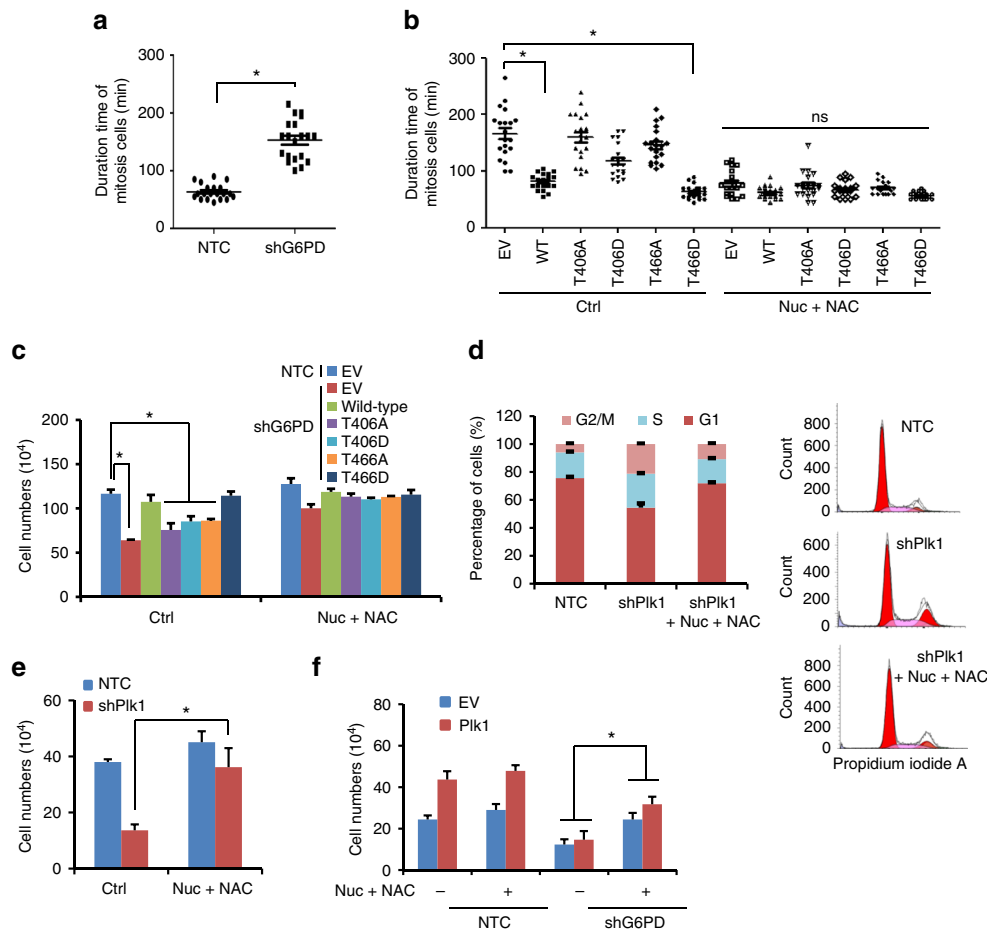 a
300
200
100
0
Duration time of
mitosis cells (min)
*
NTC
shG6PD
b
300
200
100
0
Duration time of
mitosis cells (min)
*
*
ns
EV
WT
T406A
T406D
T466A
T466D
EV
WT
T406A
T406D
T466A
T466D
Ctrl
Nuc + NAC
c
NTC
shG6PD
EV
EV
Wild-type
T406A
T406D
T466A
T466D
200
150
100
50
0
Cell numbers (10⁴)
*
*
Ctrl
Nuc + NAC
d
G2/M
S
G1
120
100
80
60
40
20
0
Percentage of cells (%)
NTC
shPlk1
shPlk1
+ Nuc + NAC
NTC
800
600
400
200
0
Count
shPlk1
600
400
200
0
Count
shPlk1
+ Nuc + NAC
800
600
400
200
0
Count
Propidium iodide A
e
NTC
shPlk1
60
40
20
0
Cell numbers (10⁴)
*
Ctrl
Nuc + NAC
f
EV
Plk1
80
60
40
20
0
Cell numbers (10⁴)
*
Nuc + NAC – + – +
NTC
shG6PD